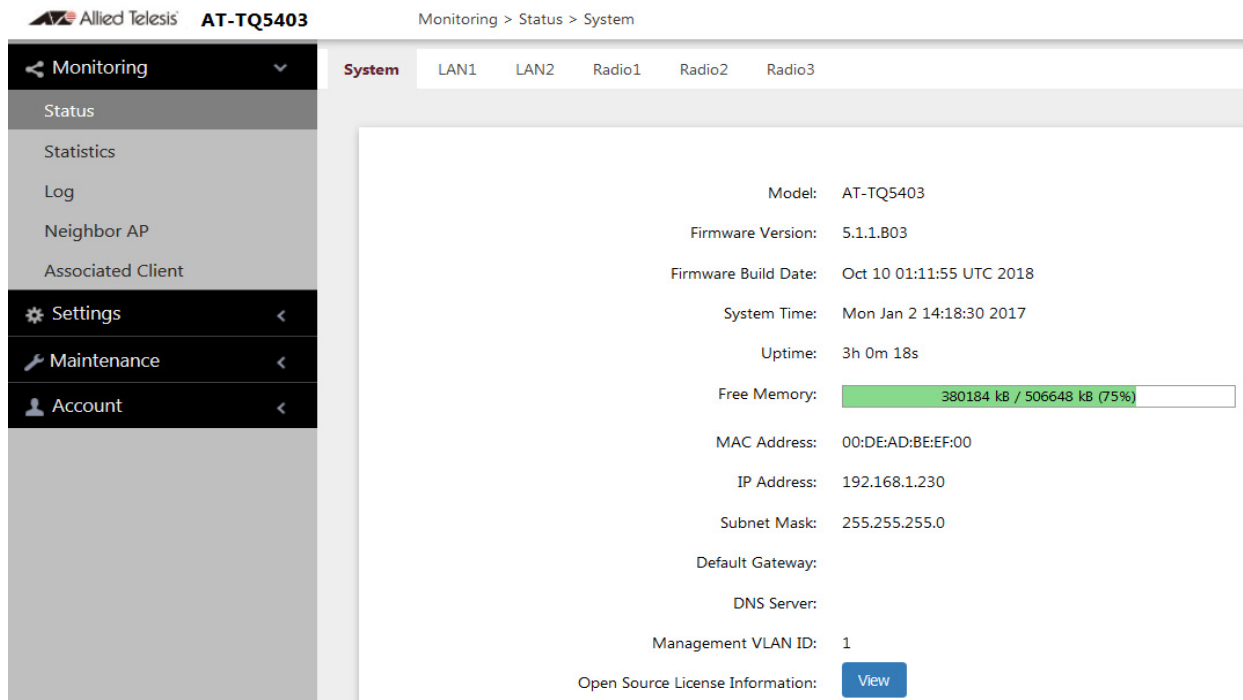 Allied Telesis AT-TQ5403 Monitoring > Status > System
Monitoring
Status
Statistics
Log
Neighbor AP
Associated Client
Settings
Maintenance
Account
System LAN1 LAN2 Radio1 Radio2 Radio3
Model: AT-TQ5403
Firmware Version: 5.1.1.B03
Firmware Build Date: Oct 10 01:11:55 UTC 2018
System Time: Mon Jan 2 14:18:30 2017
Uptime: 3h 0m 18s
Free Memory: 380184 kB / 506648 kB (75%)
MAC Address: 00:DE:AD:BE:EF:00
IP Address: 192.168.1.230
Subnet Mask: 255.255.255.0
Default Gateway:
DNS Server:
Management VLAN ID: 1
Open Source License Information: View